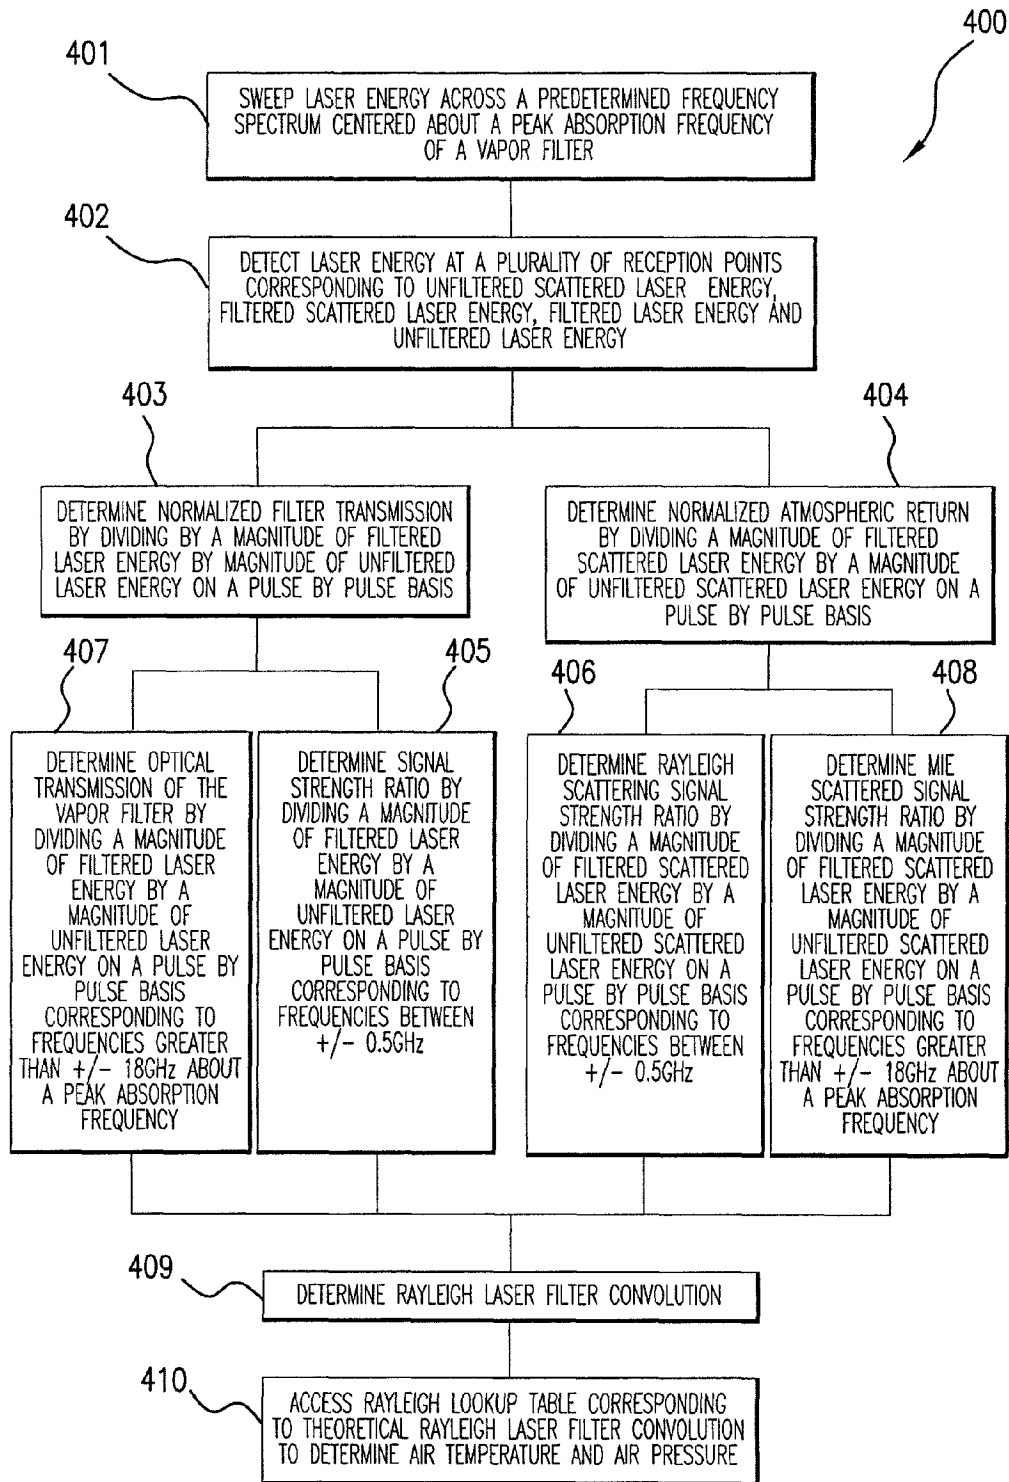 400
401
SWEEP LASER ENERGY ACROSS A PREDETERMINED FREQUENCY
SPECTRUM CENTERED ABOUT A PEAK ABSORPTION FREQUENCY
OF A VAPOR FILTER
402
DETECT LASER ENERGY AT A PLURALITY OF RECEPTION POINTS
CORRESPONDING TO UNFILTERED SCATTERED LASER ENERGY,
FILTERED SCATTERED LASER ENERGY, FILTERED LASER ENERGY AND
UNFILTERED LASER ENERGY
403
DETERMINE NORMALIZED FILTER TRANSMISSION
BY DIVIDING BY A MAGNITUDE OF FILTERED
LASER ENERGY BY MAGNITUDE OF UNFILTERED
LASER ENERGY ON A PULSE BY PULSE BASIS
404
DETERMINE NORMALIZED ATMOSPHERIC RETURN
BY DIVIDING A MAGNITUDE OF FILTERED
SCATTERED LASER ENERGY BY A MAGNITUDE
OF UNFILTERED SCATTERED LASER ENERGY ON A
PULSE BY PULSE BASIS
407
DETERMINE OPTICAL
TRANSMISSION OF THE
VAPOR FILTER BY
DIVIDING A MAGNITUDE
OF FILTERED LASER
ENERGY BY A
MAGNITUDE OF
UNFILTERED LASER
ENERGY ON A PULSE BY
PULSE BASIS
CORRESPONDING TO
FREQUENCIES GREATER
THAN +/- 18GHz ABOUT
A PEAK ABSORPTION
FREQUENCY
405
DETERMINE SIGNAL
STRENGTH RATIO BY
DIVIDING A MAGNITUDE
OF FILTERED LASER
ENERGY BY A
MAGNITUDE OF
UNFILTERED LASER
ENERGY ON A PULSE BY
PULSE BASIS
CORRESPONDING TO
FREQUENCIES BETWEEN
+/- 0.5GHz
406
DETERMINE RAYLEIGH
SCATTERING SIGNAL
STRENGTH RATIO BY
DIVIDING A MAGNITUDE
OF FILTERED SCATTERED
LASER ENERGY BY A
MAGNITUDE OF
UNFILTERED SCATTERED
LASER ENERGY ON A
PULSE BY PULSE BASIS
CORRESPONDING TO
FREQUENCIES BETWEEN
+/- 0.5GHz
408
DETERMINE MIE
SCATTERED SIGNAL
STRENGTH RATIO BY
DIVIDING A MAGNITUDE
OF FILTERED SCATTERED
LASER ENERGY BY A
MAGNITUDE OF
UNFILTERED SCATTERED
LASER ENERGY ON A
PULSE BY PULSE BASIS
CORRESPONDING TO
FREQUENCIES GREATER
THAN +/- 18GHz ABOUT
A PEAK ABSORPTION
FREQUENCY
409
DETERMINE RAYLEIGH LASER FILTER CONVOLUTION
410
ACCESS RAYLEIGH LOOKUP TABLE CORRESPONDING
TO THEORETICAL RAYLEIGH LASER FILTER CONVOLUTION
TO DETERMINE AIR TEMPERATURE AND AIR PRESSURE